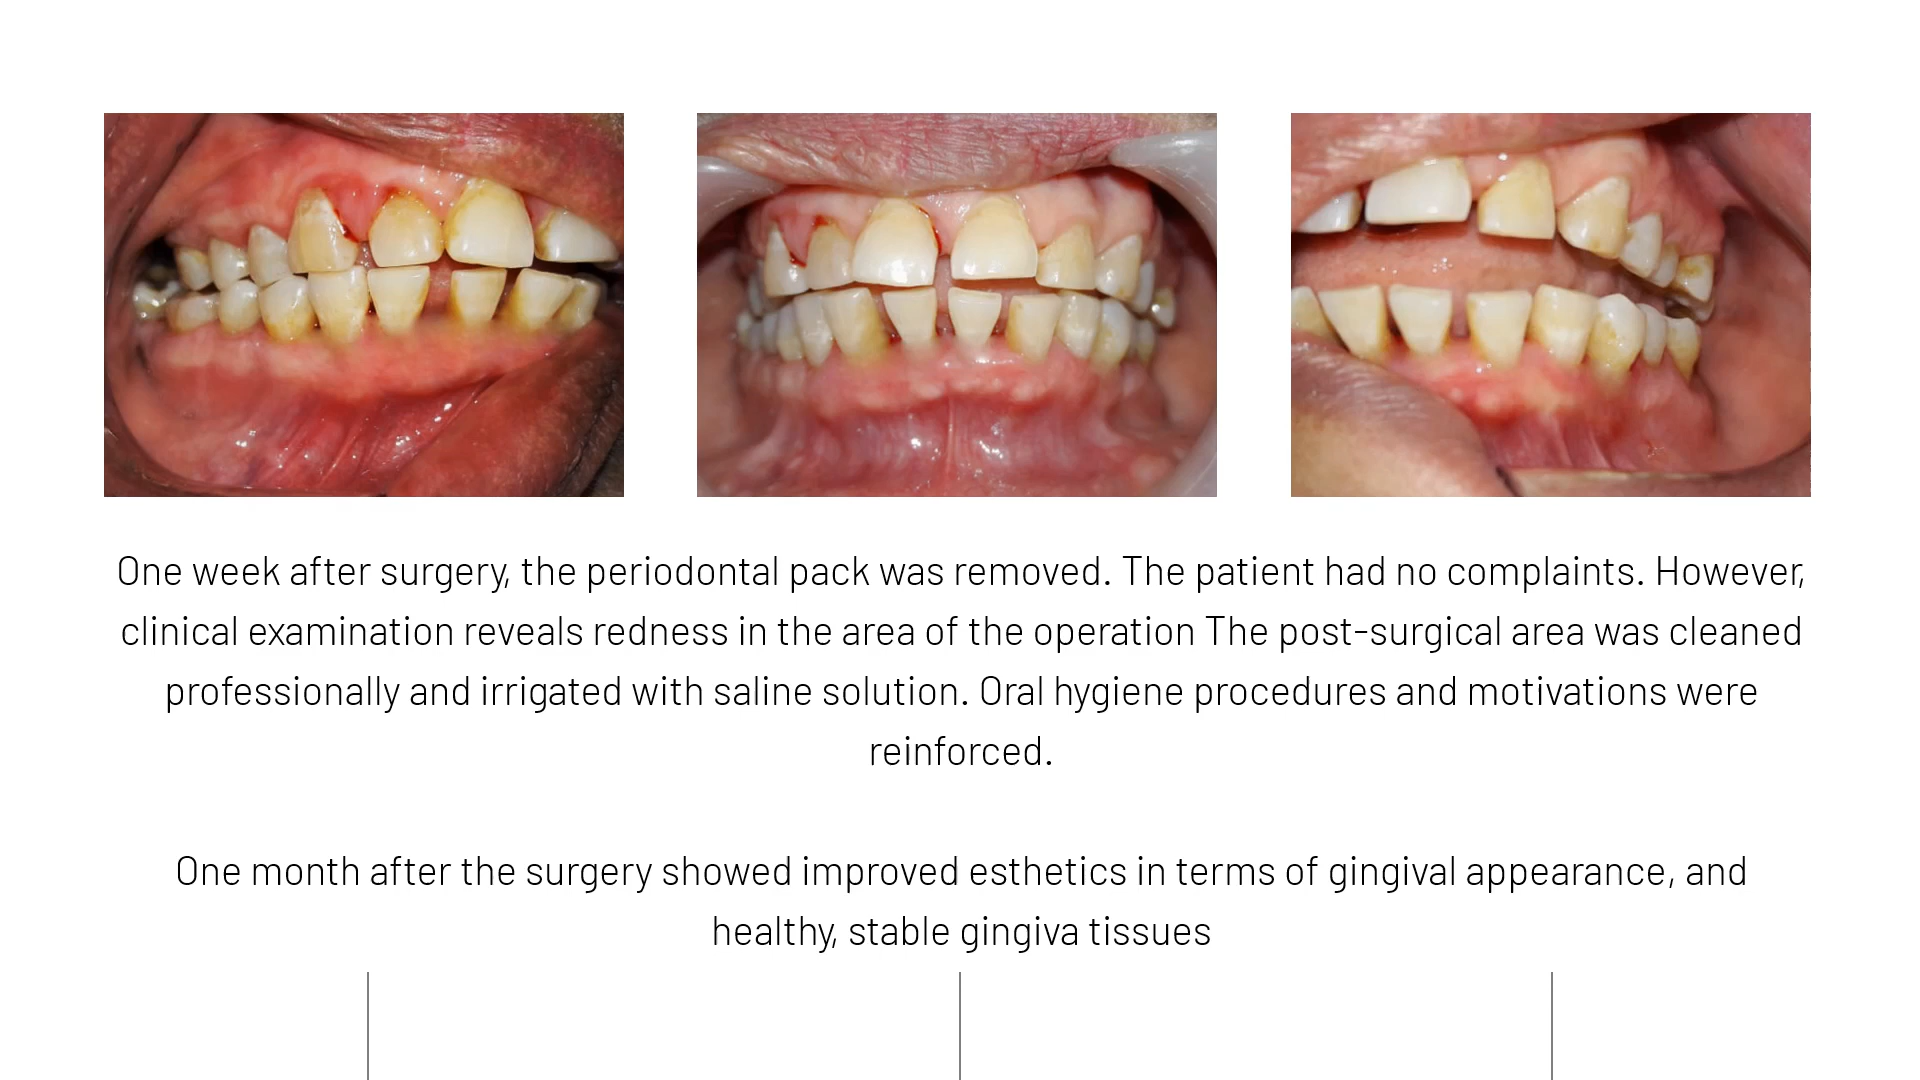 One week after surgery, the periodontal pack was removed. The patient had no complaints. However,
clinical examination reveals redness in the area of the operation The post-surgical area was cleaned
professionally and irrigated with saline solution. Oral hygiene procedures and motivations were
reinforced.
One month after the surgery showed improved esthetics in terms of gingival appearance, and
healthy, stable gingiva tissues